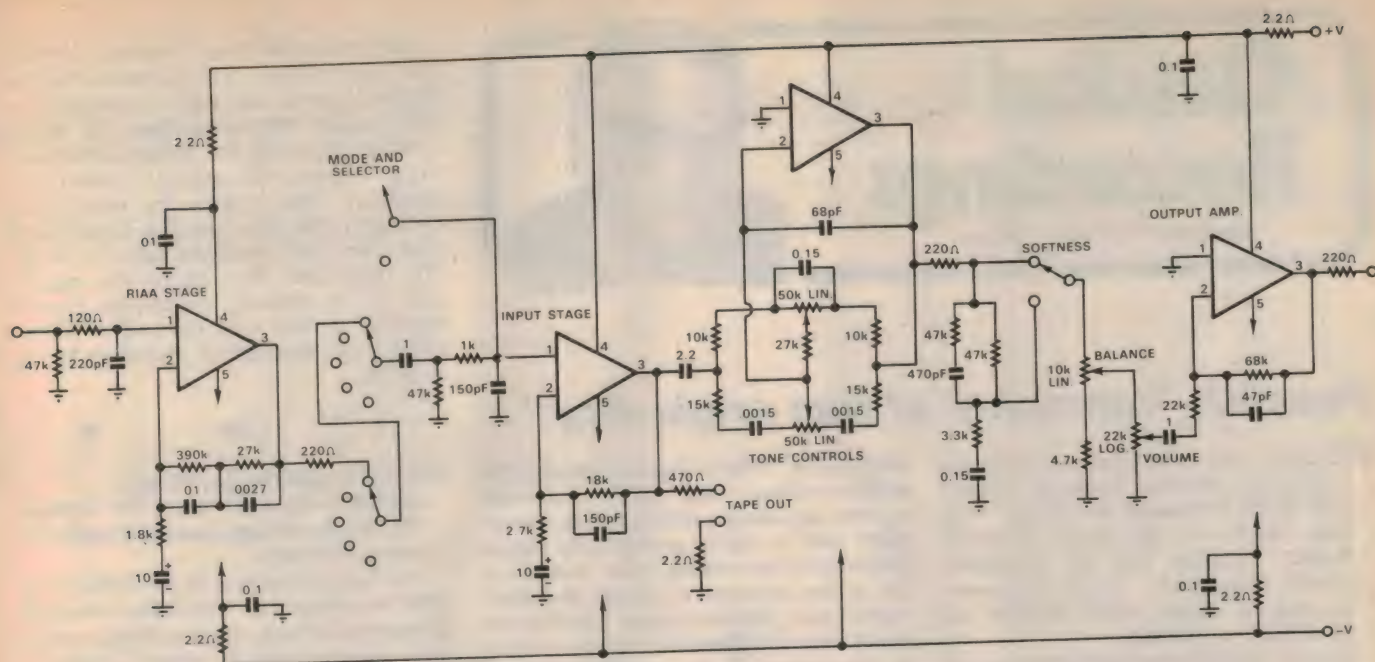 2.2Ω
+V
0.1
2 2Ω
MODE AND
SELECTOR
01
RIAA STAGE
120Ω
47k
220pF
1
2
3
4
5
390k
27k
01
0027
1.8k
10
+
-
220Ω
0 1
2.2Ω
1
47k
1k
150pF
INPUT STAGE
1
2
3
4
5
18k
150pF
2.7k
10
+
-
470Ω
TAPE OUT
2.2Ω
2.2
1
2
3
4
5
68pF
0.15
50k LIN
10k
27k
10k
15k
15k
0015
0015
50k LIN
TONE CONTROLS
220Ω
SOFTNESS
47k
47k
470pF
3.3k
0.15
BALANCE
10k
LIN
4.7k
22k
LOG
VOLUME
1
22k
OUTPUT AMP
1
2
3
4
5
220Ω
68k
47pF
0.1
2.2Ω
-V